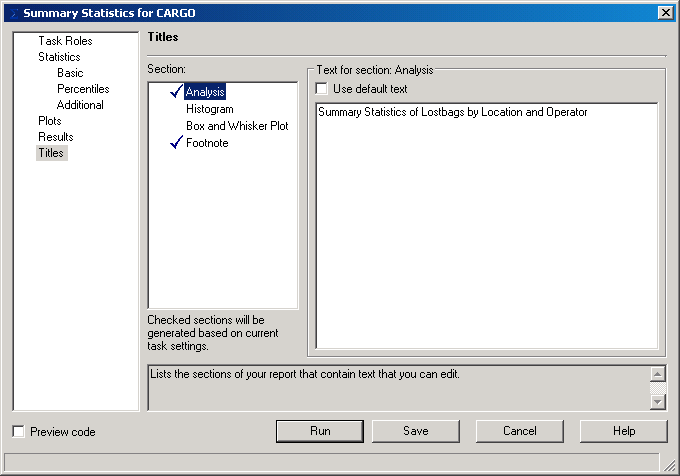 Summary Statistics for CARGO
Task Roles
Statistics
Basic
Percentiles
Additional
Plots
Results
Titles
Titles
Section:
Analysis
Histogram
Box and Whisker Plot
Footnote
Checked sections will be
generated based on current
task settings.
Text for section: Analysis
Use default text
Summary Statistics of Lostbags by Location and Operator
Lists the sections of your report that contain text that you can edit.
Preview code
Run
Save
Cancel
Help